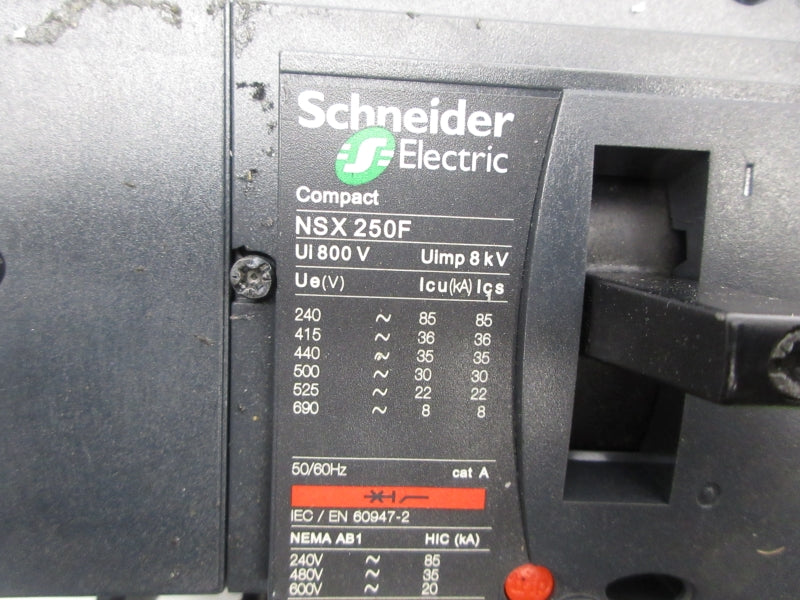 Schneider
Electric
Compact
NSX 250F
Ui 800 V Uimp 8 kV
Ue(V) Icu(kA) Ics
240 ~ 85 85
415 ~ 36 36
440 ~ 35 35
500 ~ 30 30
525 ~ 22 22
690 ~ 8 8
50/60Hz cat A
IEC / EN 60947-2
NEMA AB1 HIC (kA)
240V ~ 85
480V ~ 35
600V ~ 20